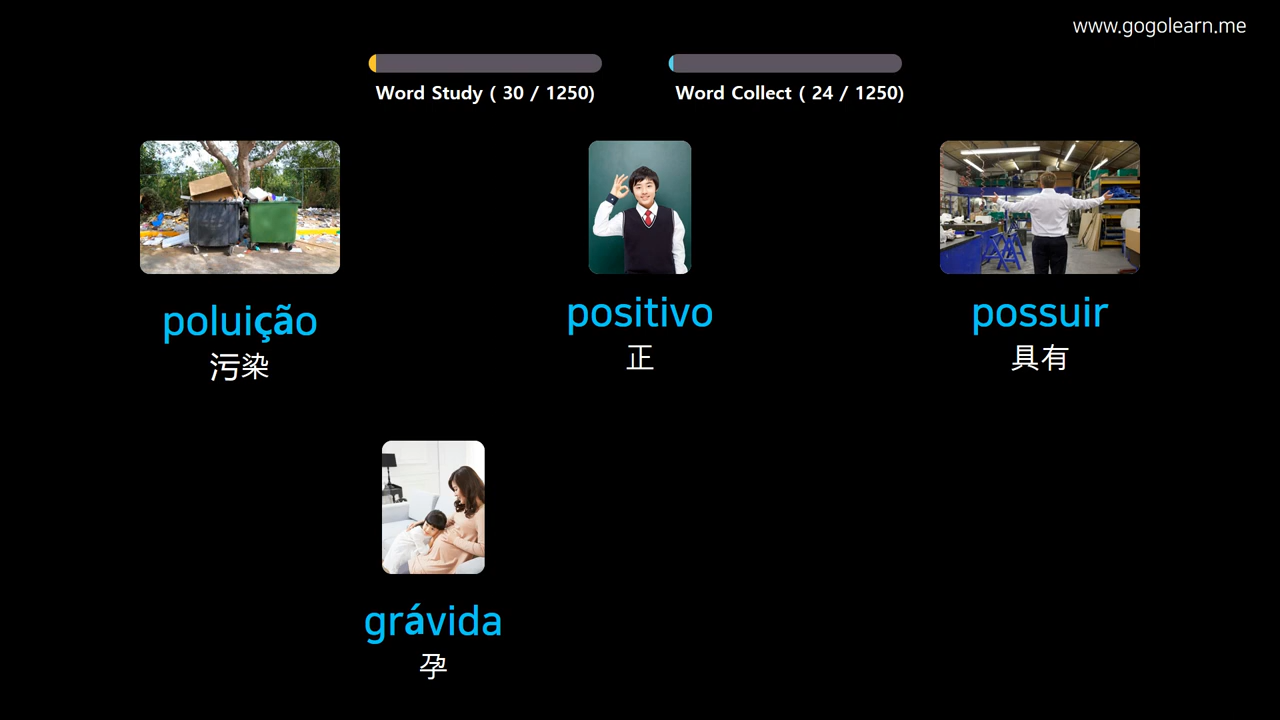 www.gogolearn.me
Word Study ( 30 / 1250)
Word Collect ( 24 / 1250)
poluição
污染
positivo
正
possuir
具有
grávida
孕